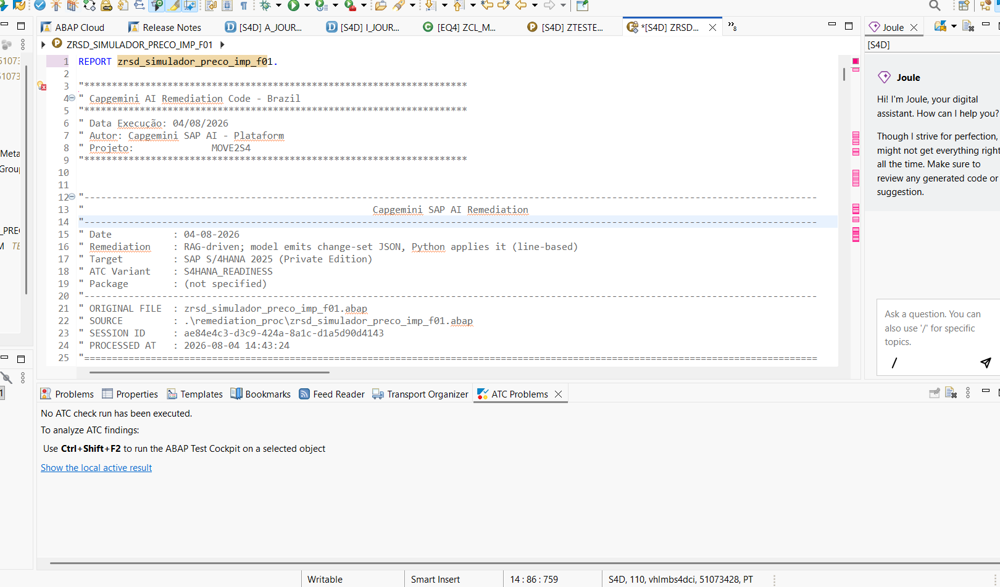 ABAP Cloud
Release Notes
[S4D] A_JOUR...
[S4D] I_JOUR...
[EQ4] ZCL_M...
[S4D] ZTESTE...
*[S4D] ZRSD...
8
Joule
ZRSD_SIMULADOR_PRECO_IMP_F01
[S4D]
51073
51073
Meta
Grou
_PRE
M TE
1
1 REPORT zrsd_simulador_preco_imp_f01.
2
3 "*********************************************************************
4 " Capgemini AI Remediation Code - Brazil
5 "*********************************************************************
6 " Data Execução: 04/08/2026
7 " Autor: Capgemini SAP AI - Plataform
8 " Projeto: MOVE2S4
9 "*********************************************************************
10
11
12 "------------------------------------------------------------------------------------------------------------------------------------
13 " Capgemini SAP AI Remediation
14 "------------------------------------------------------------------------------------------------------------------------------------
15 " Date : 04-08-2026
16 " Remediation : RAG-driven; model emits change-set JSON, Python applies it (line-based)
17 " Target : SAP S/4HANA 2025 (Private Edition)
18 " ATC Variant : S4HANA_READINESS
19 " Package : (not specified)
20 "------------------------------------------------------------------------------------------------------------------------------------
21 " ORIGINAL FILE : zrsd_simulador_preco_imp_f01.abap
22 " SOURCE : .\remediation_proc\zrsd_simulador_preco_imp_f01.abap
23 " SESSION ID : ae84e4c3-d3c9-424a-8a1c-d1a5d90d4143
24 " PROCESSED AT : 2026-08-04 14:43:24
25 "====================================================================================================================================
Joule
Hi! I'm Joule, your digital
assistant. How can I help you?
Though I strive for perfection,
might not get everything right
all the time. Make sure to
review any generated code or
suggestion.
Ask a question. You can
also use '/' for specific
topics.
/
Problems
Properties
Templates
Bookmarks
Feed Reader
Transport Organizer
ATC Problems
No ATC check run has been executed.
To analyze ATC findings:
Use Ctrl+Shift+F2 to run the ABAP Test Cockpit on a selected object
Show the local active result
Writable
Smart Insert
14 : 86 : 759
S4D, 110, vhlmbs4dci, 51073428, PT